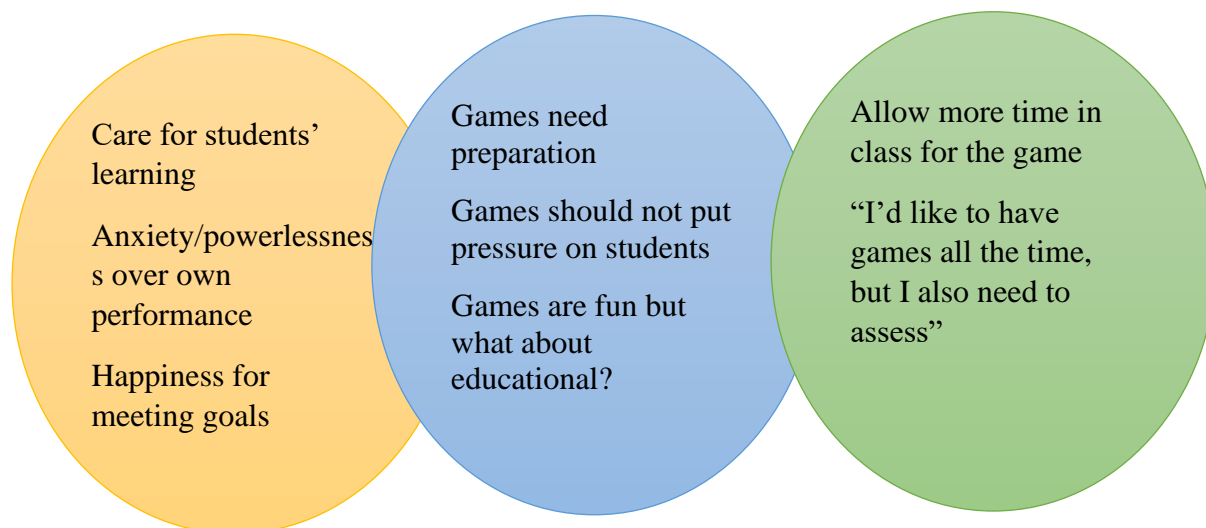 Care for students’
learning
Anxiety/powerlessnes
s over own
performance
Happiness for
meeting goals
Games need
preparation
Games should not put
pressure on students
Games are fun but
what about
educational?
Allow more time in
class for the game
“I’d like to have
games all the time,
but I also need to
assess”